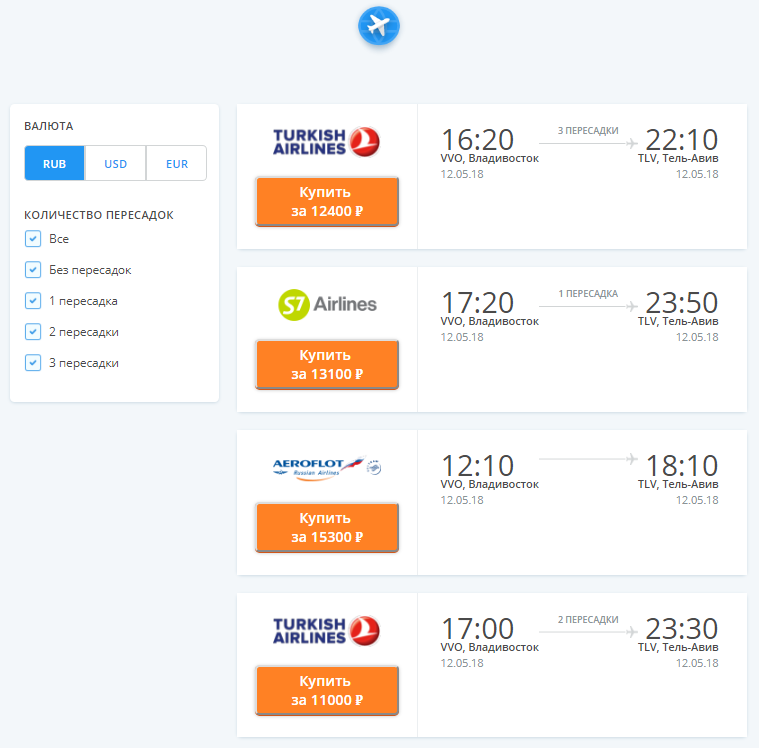 ВАЛЮТА
RUB
USD
EUR
КОЛИЧЕСТВО ПЕРЕСАДОК
Все
Без пересадок
1 пересадка
2 пересадки
3 пересадки
TURKISH
AIRLINES
Купить
за 12400 ₽
16:20
3 ПЕРЕСАДКИ
22:10
VVO, Владивосток
TLV, Тель-Авив
12.05.18
12.05.18
S7 Airlines
Купить
за 13100 ₽
17:20
1 ПЕРЕСАДКА
23:50
VVO, Владивосток
TLV, Тель-Авив
12.05.18
12.05.18
AEROFLOT
Russian Airlines
Купить
за 15300 ₽
12:10
18:10
VVO, Владивосток
TLV, Тель-Авив
12.05.18
12.05.18
TURKISH
AIRLINES
Купить
за 11000 ₽
17:00
2 ПЕРЕСАДКИ
23:30
VVO, Владивосток
TLV, Тель-Авив
12.05.18
12.05.18